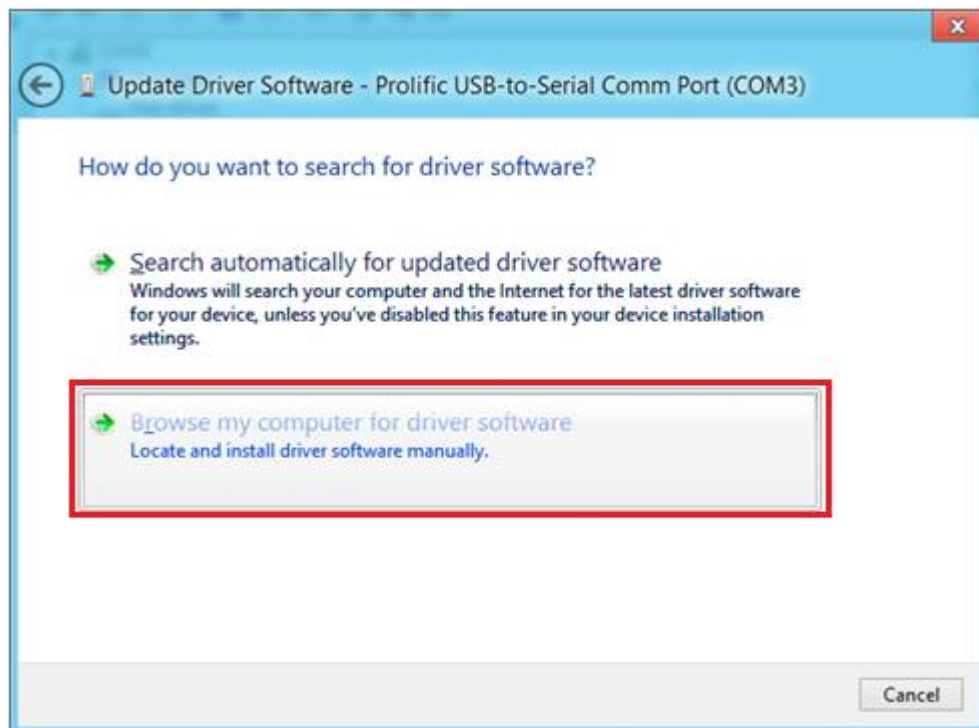 Update Driver Software - Prolific USB-to-Serial Comm Port (COM3)
How do you want to search for driver software?
Search automatically for updated driver software
Windows will search your computer and the Internet for the latest driver software
for your device, unless you've disabled this feature in your device installation
settings.
Browse my computer for driver software
Locate and install driver software manually.
Cancel